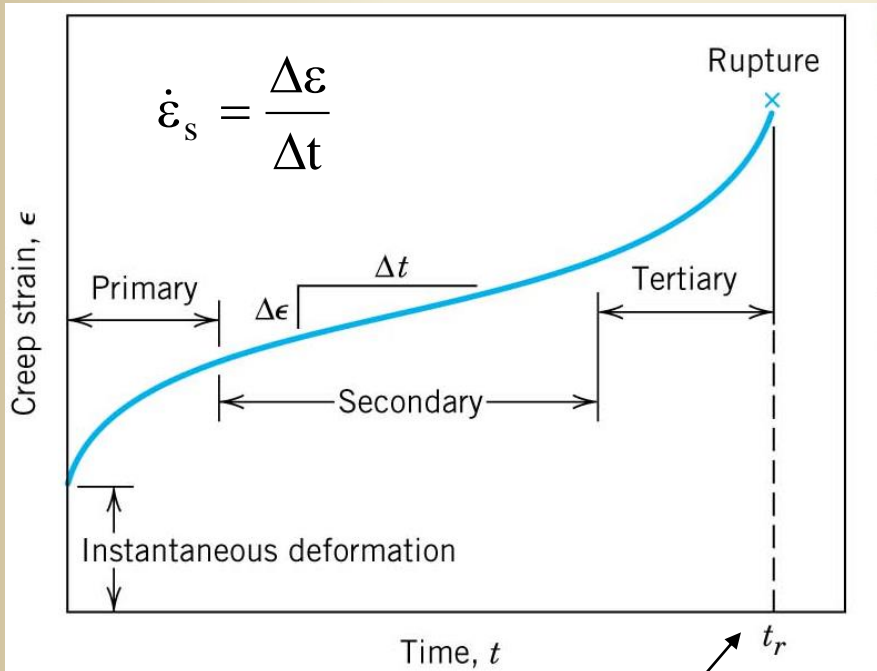 ε̇ₛ = Δε/Δt
Rupture
×
Creep strain, ϵ
Primary
Δt
Δϵ
Tertiary
Secondary
Instantaneous deformation
Time, t
tᵣ